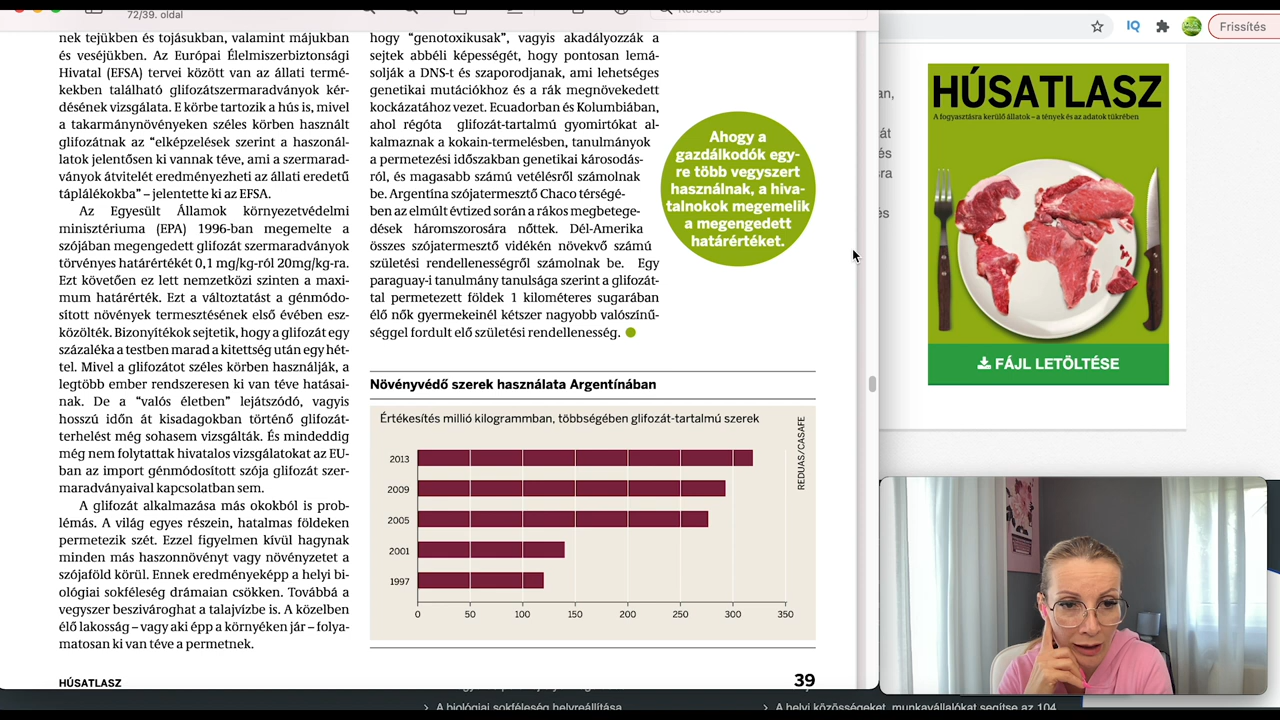 72/39. oldal
Keresés
nek tejükben és tojásukban, valamint májukban
és veséjükben. Az Európai Élelmiszerbiztonsági
Hivatal (EFSA) tervei között van az állati termé-
kekben található glifozátszermaradványok kér-
désének vizsgálata. E körbe tartozik a hús is, mivel
a takarmánynövényeken széles körben használt
glifozátnak az “elképzelések szerint a használ-
latok jelentősen ki vannak téve, ami a szermarad-
ványok átvitelét eredményezheti az állati eredetű
táplálékokba” – jelentette ki az EFSA.
Az Egyesült Államok környezetvédelmi
minisztériuma (EPA) 1996-ban megemelte a
szójában megengedett glifozát szermaradványok
törvényes határértékét 0,1 mg/kg-ról 20mg/kg-ra.
Ezt követően ez lett nemzetközi szinten a maxi-
mum határérték. Ezt a változtatást a génmódo-
sított növények termesztésének első évében esz-
közölték. Bizonyítékok sejtetik, hogy a glifozát egy
százaléka a testben marad a kitettség után egy hét-
tel. Mivel a glifozátot széles körben használják, a
legtöbb ember rendszeresen ki van téve hatásai-
nak. De a “valós életben” lejátszódó, vagyis
hosszú időn át kisadagokban történő glifozát-
terhelést még sohasem vizsgálták. És mindeddig
még nem folytattak hivatalos vizsgálatokat az EU-
ban az import génmódosított szója glifozát szer-
maradványaival kapcsolatban sem.
A glifozát alkalmazása más okokból is prob-
lémás. A világ egyes részein, hatalmas földeken
permetezik szét. Ezzel figyelmen kívül hagynak
minden más haszonnövényt vagy növényzetet a
szójaföld körül. Ennek eredményeképp a helyi bi-
ológiai sokféleség drámaian csökken. Továbbá a
vegyszer beszivároghat a talajvízbe is. A közelben
élő lakosság – vagy aki épp a környéken jár – folya-
matosan ki van téve a permetnek.
hogy “genotoxikusak”, vagyis akadályozzák a
sejtek abbéli képességét, hogy pontosan lemá-
solják a DNS-t és szaporodjanak, ami lehetséges
genetikai mutációkhoz és a rák megnövekedett
kockázatához vezet. Ecuadorban és Kolumbiában,
ahol régóta glifozát-tartalmú gyomirtókat al-
kalmaznak a kokain-termelésben, tanulmányok
a permetezési időszakban genetikai károsodás-
ról, és magasabb számú vetélésről számolnak
be. Argentína szójatermesztő Chaco térségé-
ben az elmúlt évtized során a rákos megbetege-
dések háromszorosára nőttek. Dél-Amerika
összes szójatermesztő vidékén növekvő számú
születési rendellenességről számolnak be. Egy
paraguay-i tanulmány tanulsága szerint a glifozát-
tal permetezett földek 1 kilométeres sugarában
élő nők gyermekeinél kétszer nagyobb valószínű-
séggel fordult elő születési rendellenesség.
Ahogy a
gazdálkodók egy-
re több vegyszert
használnak, a hiva-
talnokok megemelik
a megengedett
határértéket.
Növényvédő szerek használata Argentínában
Értékesítés millió kilogrammban, többségében glifozát-tartalmú szerek
REDUAS/CASAFE
2013
2009
2005
2001
1997
0 50 100 150 200 250 300 350
HÚSATLASZ
39
IQ
Frissítés
an,
át
és
sra
és
HÚSATLASZ
A fogyasztásra kerülő állatok – a tények és az adatok tükrében
FÁJL LETÖLTÉSE
A biológiai sokféleség helyreállítása
A helyi közösségeket, munkavállalókat segítse az 104